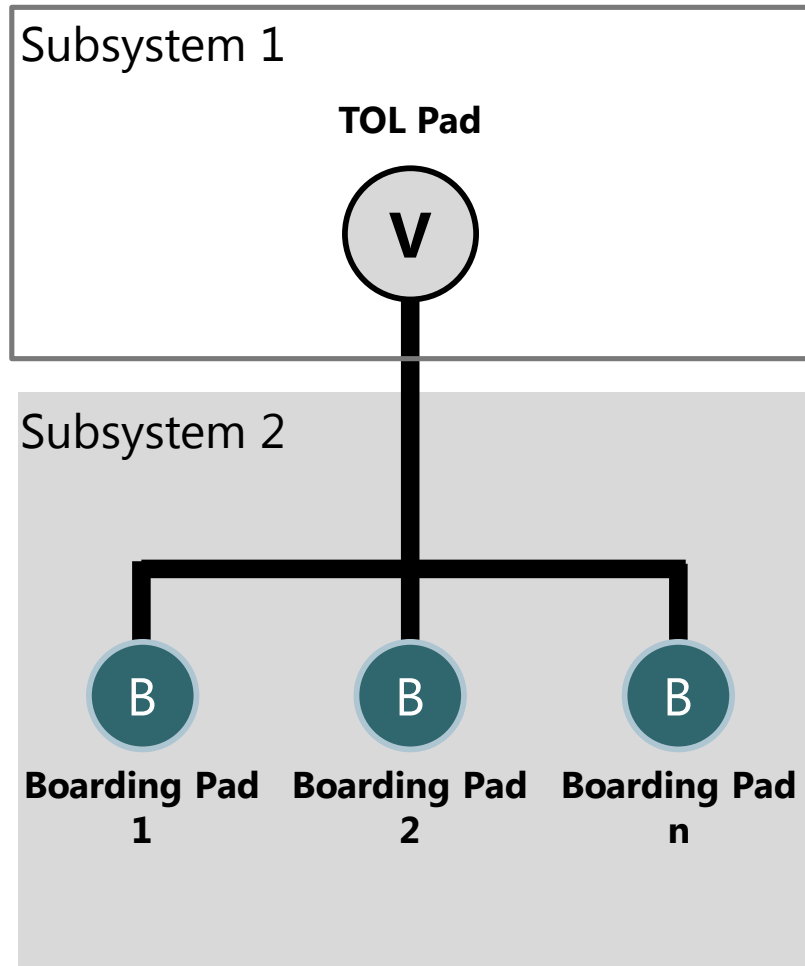 Subsystem 1
TOL Pad
V
Subsystem 2
B B B
Boarding Pad Boarding Pad Boarding Pad
1 2 n